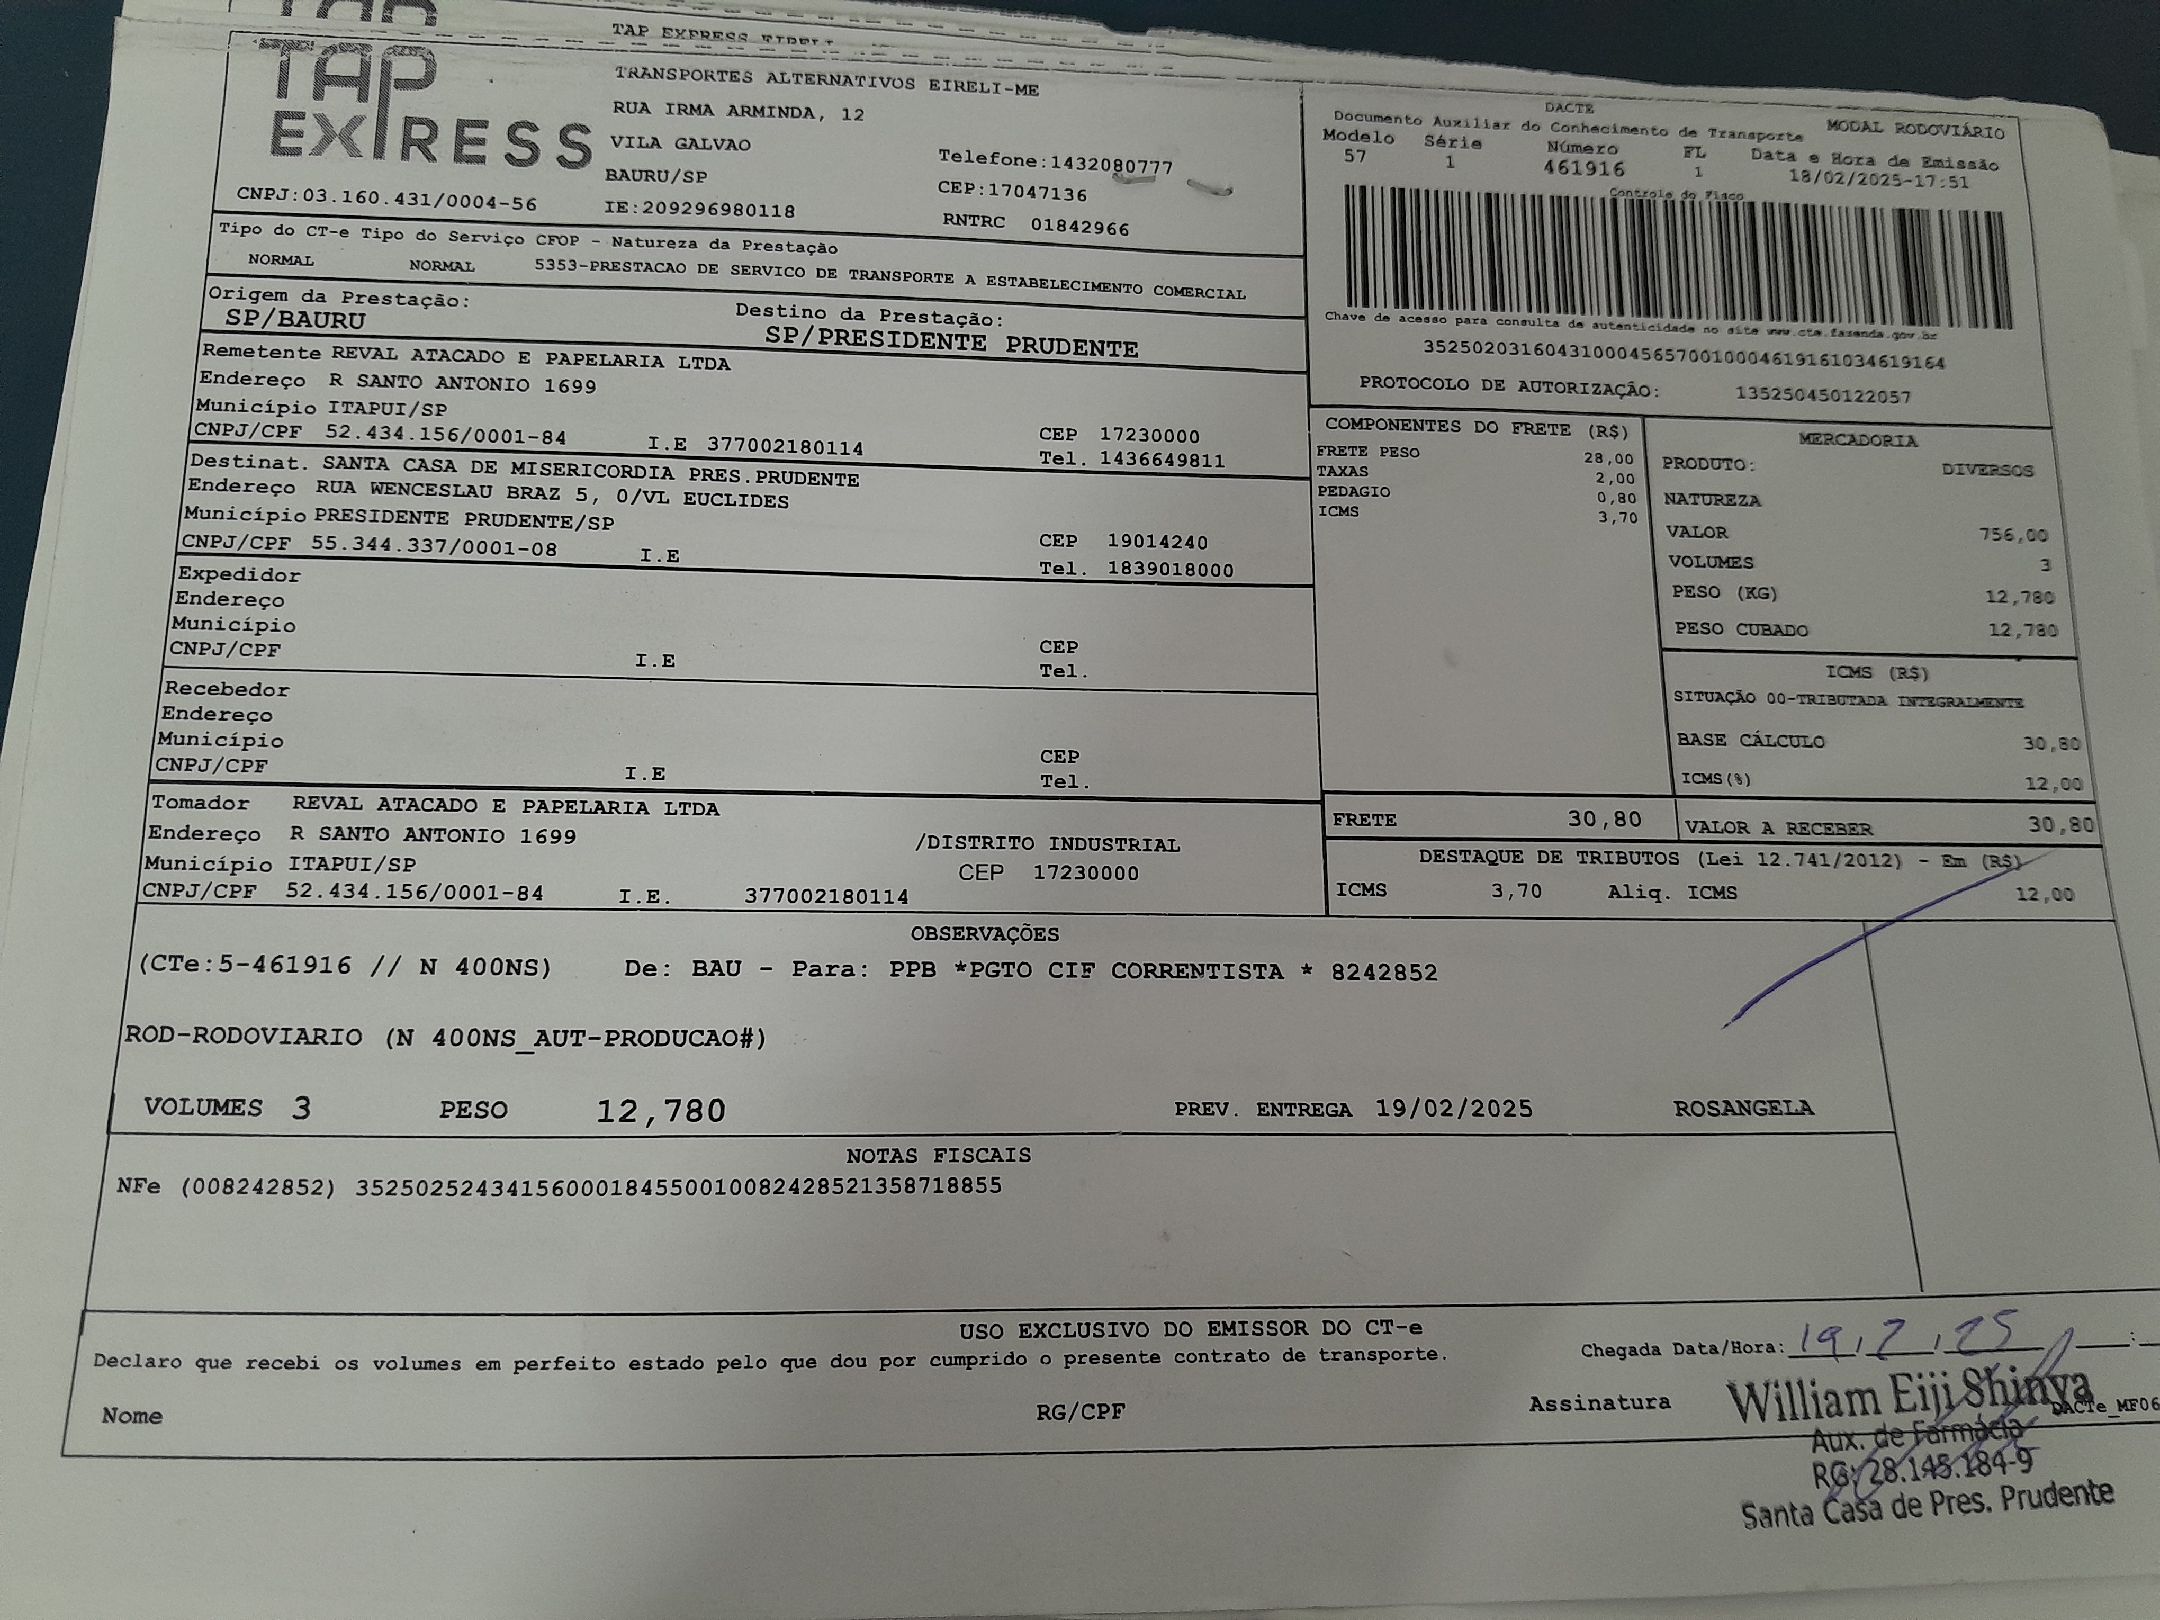 TAP EXPRESS EIRELI
TAP
EXPRESS
TRANSPORTES ALTERNATIVOS EIRELI-ME
RUA IRMA ARMINDA, 12
VILA GALVAO
Telefone:1432080777
BAURU/SP
CEP:17047136
CNPJ:03.160.431/0004-56
IE:209296980118
RNTRC 01842966
DACTE
Documento Auxiliar do Conhecimento de Transporte
MODAL RODOVIÁRIO
Modelo Série Número FL Data e Hora de Emissão
57 1 461916 1 18/02/2025-17:51
Controle do Fisco
Chave de acesso para consulta de autenticidade no site www.cte.fazenda.gov.br
35250203160431000456570010004619161034619164
PROTOCOLO DE AUTORIZAÇÃO: 135250450122057
Tipo do CT-e Tipo do Serviço CFOP - Natureza da Prestação
NORMAL NORMAL 5353-PRESTACAO DE SERVICO DE TRANSPORTE A ESTABELECIMENTO COMERCIAL
Origem da Prestação:
SP/BAURU
Destino da Prestação:
SP/PRESIDENTE PRUDENTE
Remetente REVAL ATACADO E PAPELARIA LTDA
Endereço R SANTO ANTONIO 1699
Município ITAPUI/SP
CEP 17230000
CNPJ/CPF 52.434.156/0001-84 I.E 377002180114
Tel. 1436649811
Destinat. SANTA CASA DE MISERICORDIA PRES.PRUDENTE
Endereço RUA WENCESLAU BRAZ 5, 0/VL EUCLIDES
Município PRESIDENTE PRUDENTE/SP
CEP 19014240
CNPJ/CPF 55.344.337/0001-08 I.E
Tel. 1839018000
Expedidor
Endereço
Município
CEP
CNPJ/CPF I.E
Tel.
Recebedor
Endereço
Município
CEP
CNPJ/CPF I.E
Tel.
Tomador REVAL ATACADO E PAPELARIA LTDA
Endereço R SANTO ANTONIO 1699 /DISTRITO INDUSTRIAL
Município ITAPUI/SP CEP 17230000
CNPJ/CPF 52.434.156/0001-84 I.E. 377002180114
COMPONENTES DO FRETE (R$)
FRETE PESO 28,00
TAXAS 2,00
PEDAGIO 0,80
ICMS 3,70
MERCADORIA
PRODUTO: DIVERSOS
NATUREZA
VALOR 756,00
VOLUMES 3
PESO (KG) 12,780
PESO CUBADO 12,780
ICMS (R$)
SITUAÇÃO 00-TRIBUTADA INTEGRALMENTE
BASE CÁLCULO 30,80
ICMS(%) 12,00
FRETE 30,80
VALOR A RECEBER 30,80
DESTAQUE DE TRIBUTOS (Lei 12.741/2012) - Em (R$)
ICMS 3,70 Aliq. ICMS 12,00
OBSERVAÇÕES
(CTe:5-461916 // N 400NS) De: BAU - Para: PPB *PGTO CIF CORRENTISTA * 8242852
ROD-RODOVIARIO (N 400NS_AUT-PRODUCAO#)
VOLUMES 3 PESO 12,780 PREV. ENTREGA 19/02/2025 ROSANGELA
NOTAS FISCAIS
NFe (008242852) 35250252434156000184550010082428521358718855
USO EXCLUSIVO DO EMISSOR DO CT-e
Declaro que recebi os volumes em perfeito estado pelo que dou por cumprido o presente contrato de transporte.
Chegada Data/Hora: 19/2/25
Nome RG/CPF Assinatura
DACTe_MF06
William Eiji Shinya
Aux. de Farmácia
RG: 28.145.184-9
Santa Casa de Pres. Prudente